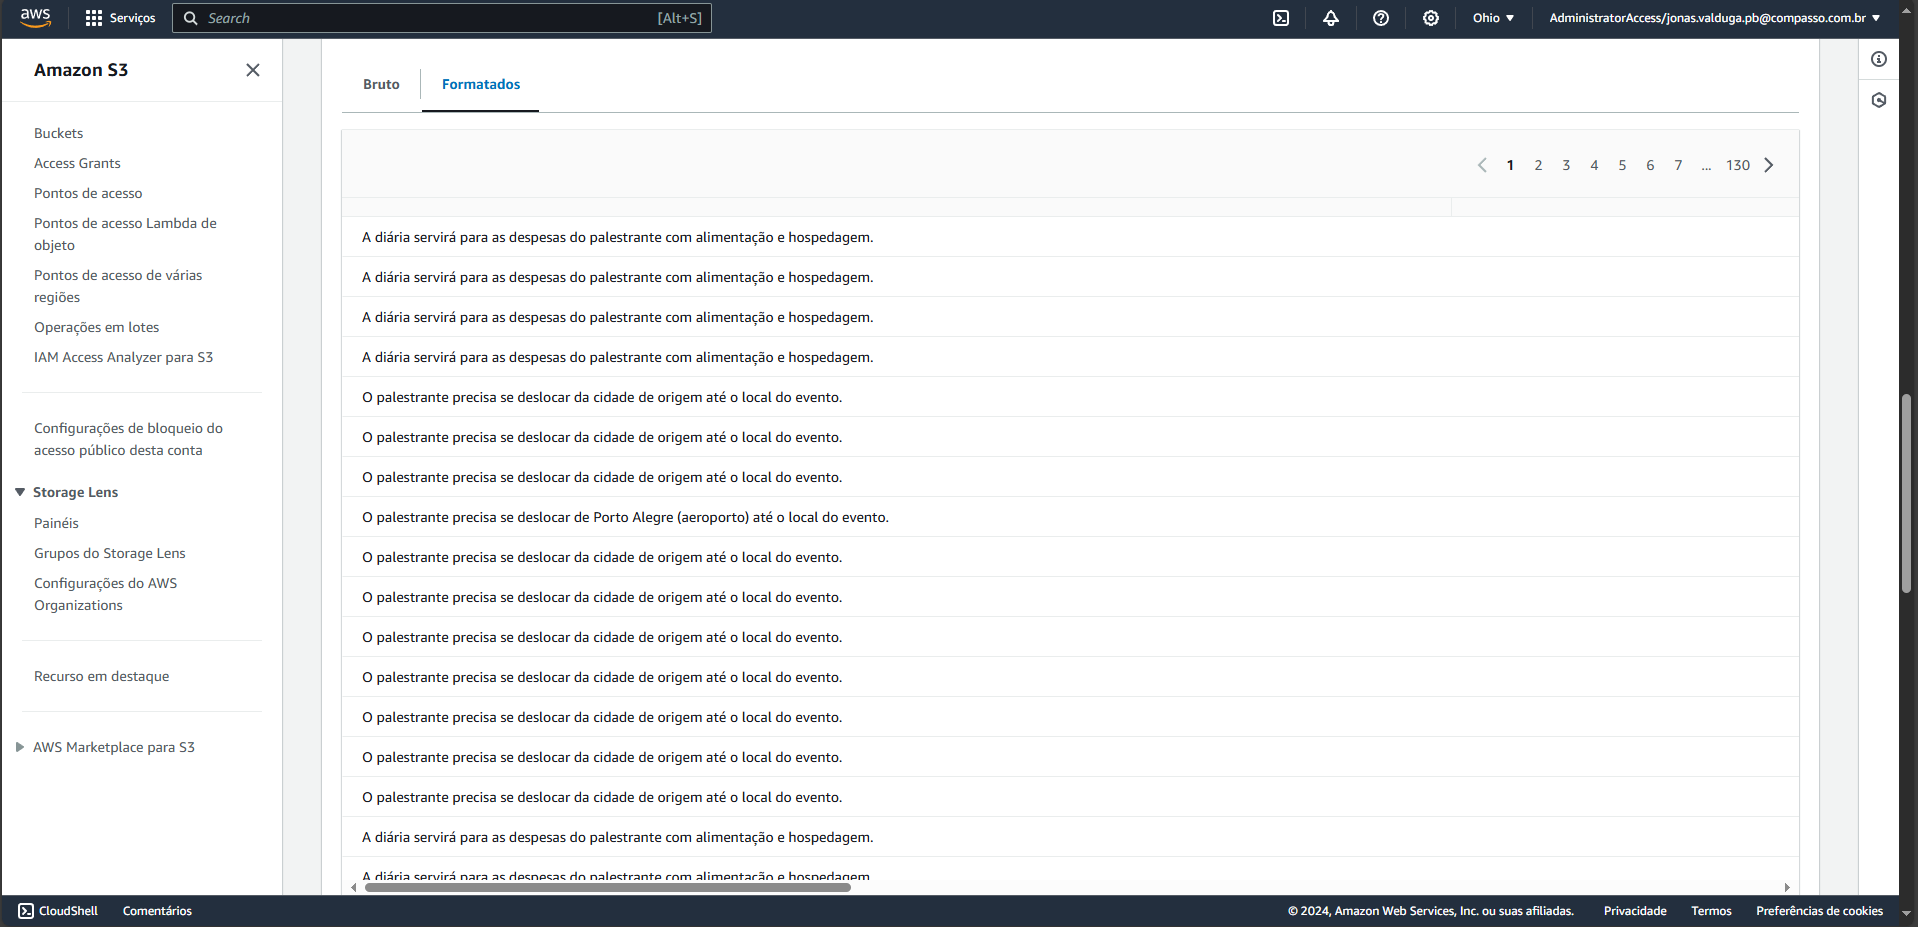 aws
Serviços
Search
[Alt+S]
Ohio
AdministratorAccess/jonas.valduga.pb@compasso.com.br
Amazon S3
Buckets
Access Grants
Pontos de acesso
Pontos de acesso Lambda de
objeto
Pontos de acesso de várias
regiões
Operações em lotes
IAM Access Analyzer para S3
Configurações de bloqueio do
acesso público desta conta
Storage Lens
Painéis
Grupos do Storage Lens
Configurações do AWS
Organizations
Recurso em destaque
AWS Marketplace para S3
Bruto
Formatados
1 2 3 4 5 6 7 ... 130
A diária servirá para as despesas do palestrante com alimentação e hospedagem.
A diária servirá para as despesas do palestrante com alimentação e hospedagem.
A diária servirá para as despesas do palestrante com alimentação e hospedagem.
A diária servirá para as despesas do palestrante com alimentação e hospedagem.
O palestrante precisa se deslocar da cidade de origem até o local do evento.
O palestrante precisa se deslocar da cidade de origem até o local do evento.
O palestrante precisa se deslocar da cidade de origem até o local do evento.
O palestrante precisa se deslocar de Porto Alegre (aeroporto) até o local do evento.
O palestrante precisa se deslocar da cidade de origem até o local do evento.
O palestrante precisa se deslocar da cidade de origem até o local do evento.
O palestrante precisa se deslocar da cidade de origem até o local do evento.
O palestrante precisa se deslocar da cidade de origem até o local do evento.
O palestrante precisa se deslocar da cidade de origem até o local do evento.
O palestrante precisa se deslocar da cidade de origem até o local do evento.
O palestrante precisa se deslocar da cidade de origem até o local do evento.
A diária servirá para as despesas do palestrante com alimentação e hospedagem.
A diária servirá para as despesas do palestrante com alimentação e hospedagem.
CloudShell
Comentários
© 2024, Amazon Web Services, Inc. ou suas afiliadas.
Privacidade
Termos
Preferências de cookies